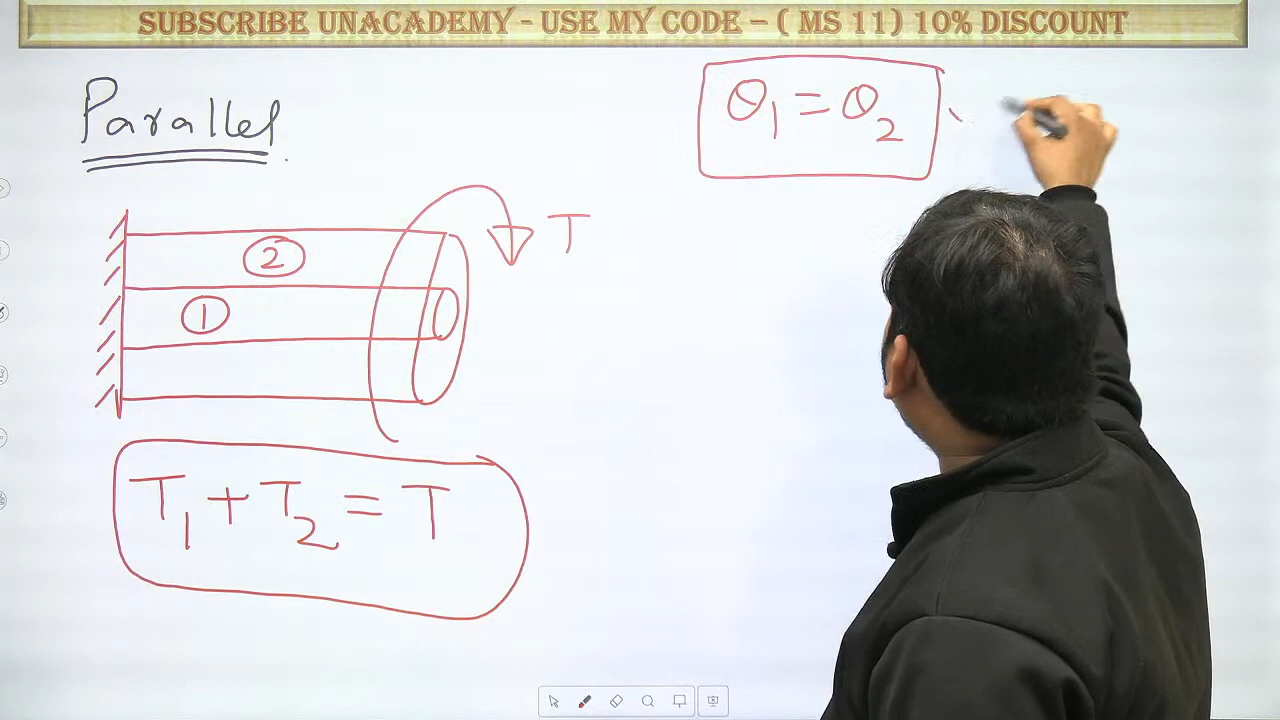 SUBSCRIBE UNACADEMY - USE MY CODE – ( MS 11) 10% DISCOUNT
Parallel
θ₁ = θ₂
T
2
1
T₁ + T₂ = T